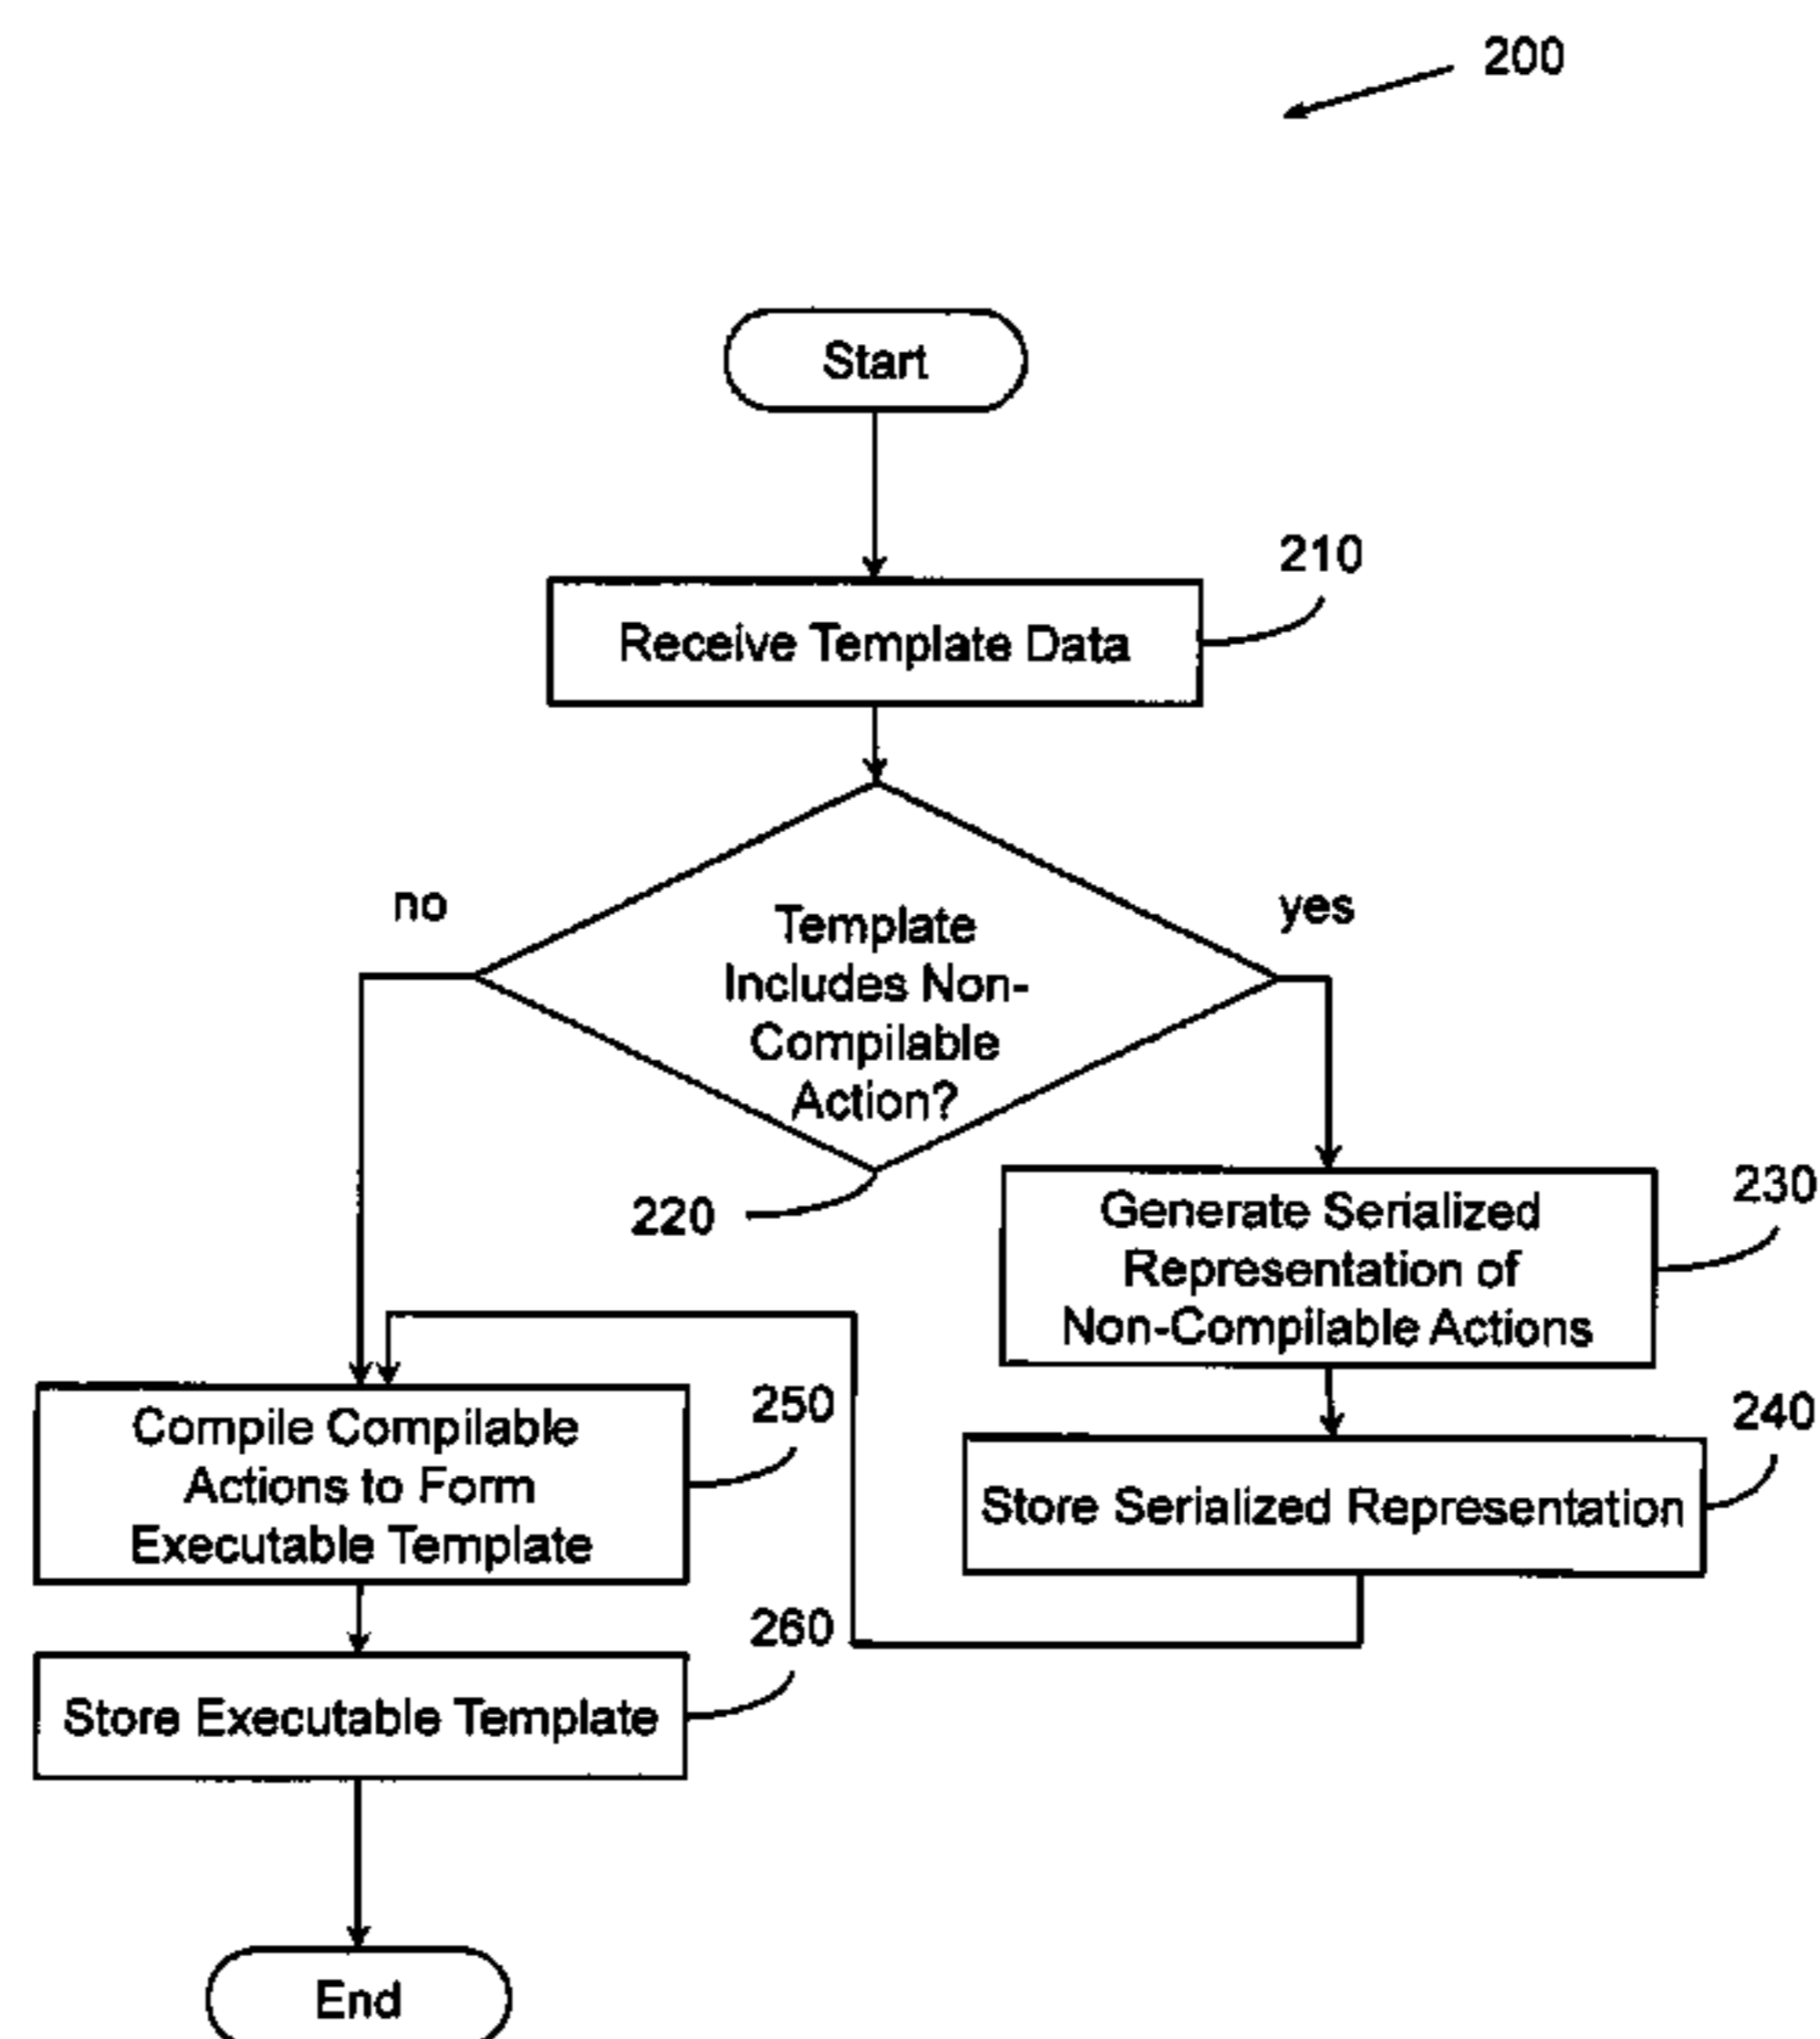 200
Start
210
Receive Template Data
no
yes
Template
Includes Non-
Compilable
Action?
220
230
Generate Serialized
Representation of
Non-Compilable Actions
250
Compile Compilable
Actions to Form
Executable Template
240
Store Serialized Representation
260
Store Executable Template
End